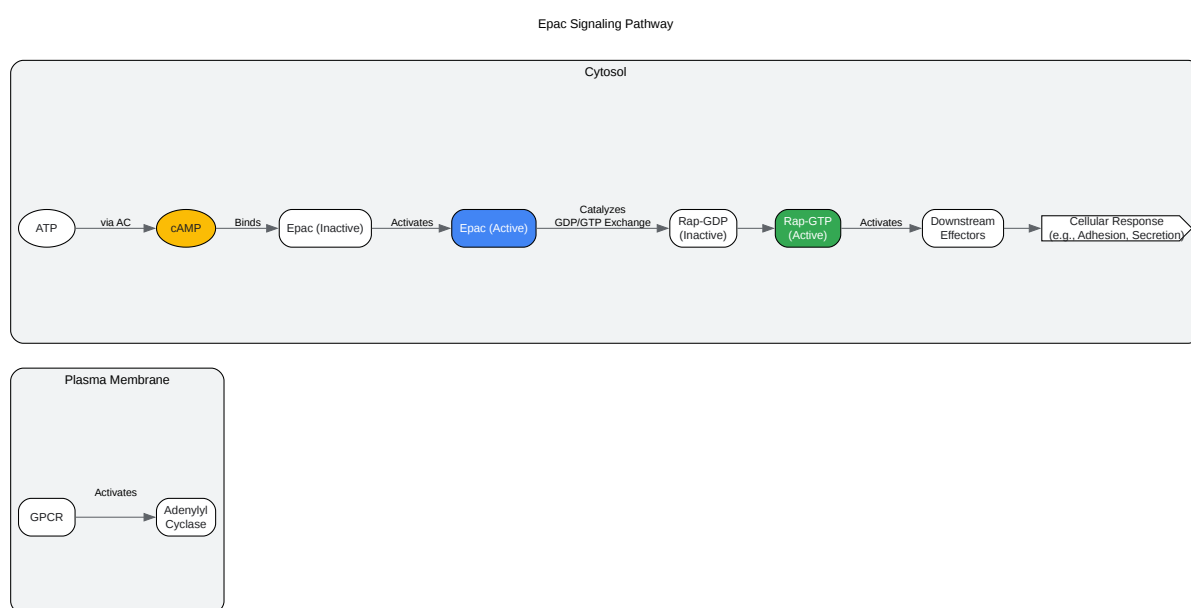 Epac Signaling Pathway
Cytosol
ATP
via AC
cAMP
Binds
Epac (Inactive)
Activates
Epac (Active)
Catalyzes
GDP/GTP Exchange
Rap-GDP
(Inactive)
Rap-GTP
(Active)
Activates
Downstream
Effectors
Cellular Response
(e.g., Adhesion, Secretion)
Plasma Membrane
GPCR
Activates
Adenylyl
Cyclase